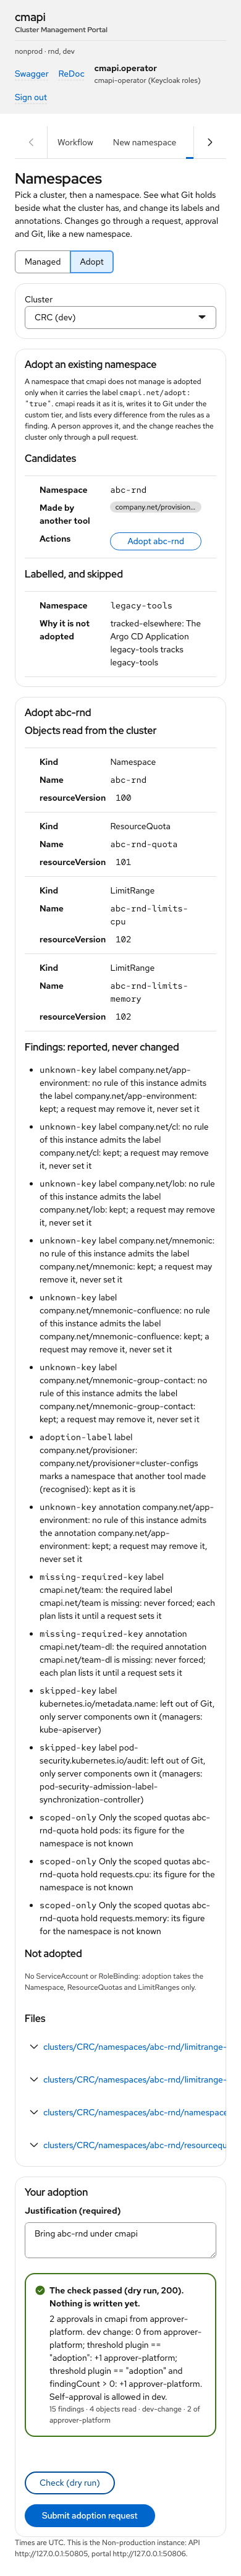 cmapi
Cluster Management Portal
nonprod · rnd, dev
Swagger ReDoc cmapi.operator
cmapi-operator (Keycloak roles)
Sign out
Workflow New namespace
Namespaces
Pick a cluster, then a namespace. See what Git holds
beside what the cluster has, and change its labels and
annotations. Changes go through a request, approval
and Git, like a new namespace.
Managed Adopt
Cluster
CRC (dev)
Adopt an existing namespace
A namespace that cmapi does not manage is adopted
only when it carries the label cmapi.net/adopt:
"true". cmapi reads it as it is, writes it to Git under the
custom tier, and lists every difference from the rules as a
finding. A person approves it, and the change reaches the
cluster only through a pull request.
Candidates
Namespace abc-rnd
Made by
another tool company.net/provision...
Actions Adopt abc-rnd
Labelled, and skipped
Namespace legacy-tools
Why it is not
adopted tracked-elsewhere: The
Argo CD Application
legacy-tools tracks
legacy-tools
Adopt abc-rnd
Objects read from the cluster
Kind Namespace
Name abc-rnd
resourceVersion 100
Kind ResourceQuota
Name abc-rnd-quota
resourceVersion 101
Kind LimitRange
Name abc-rnd-limits-
cpu
resourceVersion 102
Kind LimitRange
Name abc-rnd-limits-
memory
resourceVersion 102
Findings: reported, never changed
• unknown-key label company.net/app-
environment: no rule of this instance admits
the label company.net/app-environment:
kept; a request may remove it, never set it
• unknown-key label company.net/cl: no rule
of this instance admits the label
company.net/cl: kept; a request may remove
it, never set it
• unknown-key label company.net/lob: no rule
of this instance admits the label
company.net/lob: kept; a request may remove
it, never set it
• unknown-key label company.net/mnemonic:
no rule of this instance admits the label
company.net/mnemonic: kept; a request may
remove it, never set it
• unknown-key label
company.net/mnemonic-confluence: no rule
of this instance admits the label
company.net/mnemonic-confluence: kept; a
request may remove it, never set it
• unknown-key label
company.net/mnemonic-group-contact: no
rule of this instance admits the label
company.net/mnemonic-group-contact:
kept; a request may remove it, never set it
• adoption-label label
company.net/provisioner:
company.net/provisioner=cluster-configs
marks a namespace that another tool made
(recognised): kept as it is
• unknown-key annotation company.net/app-
environment: no rule of this instance admits
the annotation company.net/app-
environment: kept; a request may remove it,
never set it
• missing-required-key label
cmapi.net/team: the required label
cmapi.net/team is missing: never forced; each
plan lists it until a request sets it
• missing-required-key annotation
cmapi.net/team-dl: the required annotation
cmapi.net/team-dl is missing: never forced;
each plan lists it until a request sets it
• skipped-key label
kubernetes.io/metadata.name: left out of Git,
only server components own it (managers:
kube-apiserver)
• skipped-key label pod-
security.kubernetes.io/audit: left out of Git,
only server components own it (managers:
pod-security-admission-label-
synchronization-controller)
• scoped-only Only the scoped quotas abc-
rnd-quota hold pods: its figure for the
namespace is not known
• scoped-only Only the scoped quotas abc-
rnd-quota hold requests.cpu: its figure for the
namespace is not known
• scoped-only Only the scoped quotas abc-
rnd-quota hold requests.memory: its figure
for the namespace is not known
Not adopted
No ServiceAccount or RoleBinding: adoption takes the
Namespace, ResourceQuotas and LimitRanges only.
Files
clusters/CRC/namespaces/abc-rnd/limitrange-
clusters/CRC/namespaces/abc-rnd/limitrange-
clusters/CRC/namespaces/abc-rnd/namespace
clusters/CRC/namespaces/abc-rnd/resourcequ
Your adoption
Justification (required)
Bring abc-rnd under cmapi
The check passed (dry run, 200).
Nothing is written yet.
2 approvals in cmapi from approver-
platform. dev change: 0 from approver-
platform; threshold plugin ==
"adoption": +1 approver-platform;
threshold plugin == "adoption" and
findingCount > 0: +1 approver-platform.
Self-approval is allowed in dev.
15 findings · 4 objects read · dev-change · 2 of
approver-platform
Check (dry run)
Submit adoption request
Times are UTC. This is the Non-production instance: API
http://127.0.0.1:50805, portal http://127.0.0.1:50806.